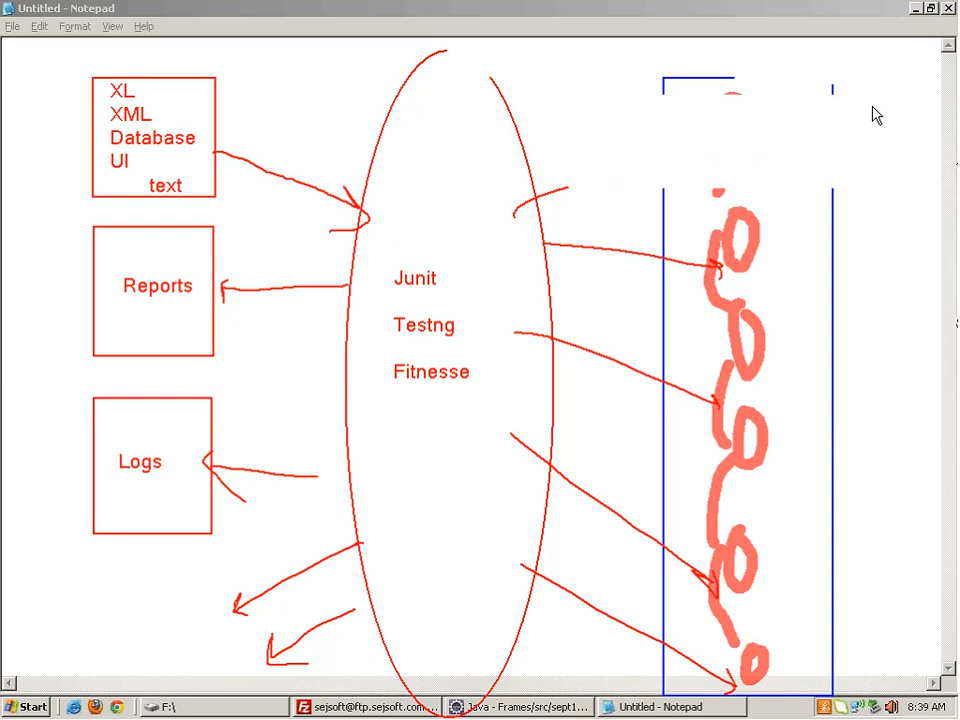 Untitled - Notepad
File Edit Format View Help
XL
XML
Database
UI
text
Reports
Logs
Junit
Testng
Fitnesse
Start
F:\
sejsoft@ftp.sejsoft.com...
Java - Frames/src/sept1...
Untitled - Notepad
8:39 AM